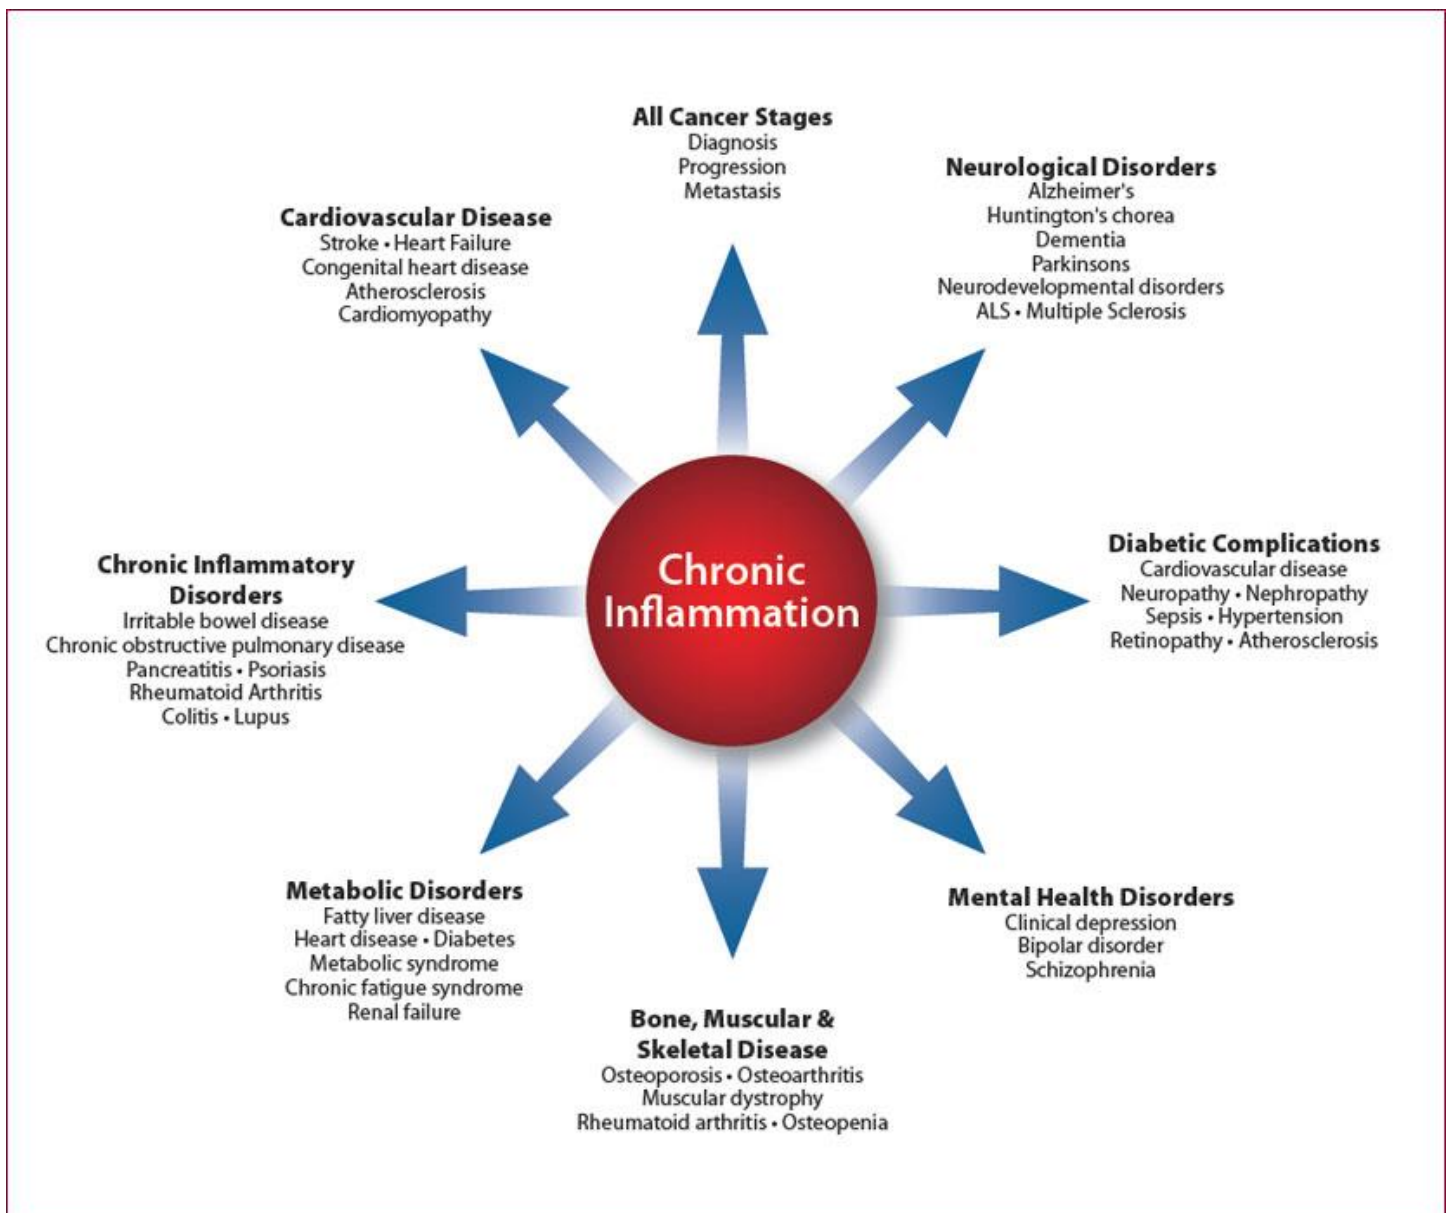 All Cancer Stages
Diagnosis
Progression
Metastasis
Neurological Disorders
Alzheimer's
Huntington's chorea
Dementia
Parkinsons
Neurodevelopmental disorders
ALS • Multiple Sclerosis
Cardiovascular Disease
Stroke • Heart Failure
Congenital heart disease
Atherosclerosis
Cardiomyopathy
Chronic
Inflammation
Diabetic Complications
Cardiovascular disease
Neuropathy • Nephropathy
Sepsis • Hypertension
Retinopathy • Atherosclerosis
Chronic Inflammatory
Disorders
Irritable bowel disease
Chronic obstructive pulmonary disease
Pancreatitis • Psoriasis
Rheumatoid Arthritis
Colitis • Lupus
Metabolic Disorders
Fatty liver disease
Heart disease • Diabetes
Metabolic syndrome
Chronic fatigue syndrome
Renal failure
Mental Health Disorders
Clinical depression
Bipolar disorder
Schizophrenia
Bone, Muscular &
Skeletal Disease
Osteoporosis • Osteoarthritis
Muscular dystrophy
Rheumatoid arthritis • Osteopenia